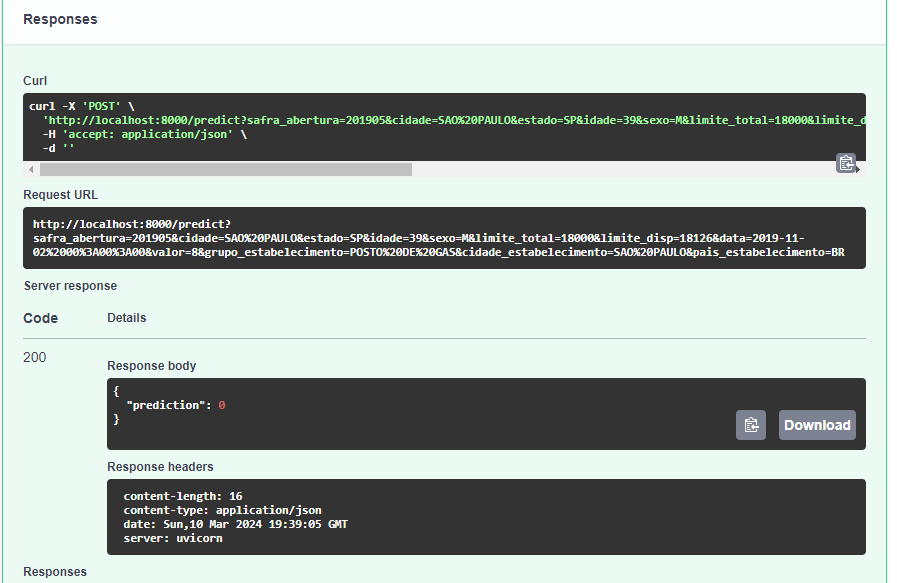 Responses
Curl
curl -X 'POST' \
'http://localhost:8000/predict?safra_abertura=201905&cidade=SAO%20PAULO&estado=SP&idade=39&sexo=M&limite_total=18000&limite_d
-H 'accept: application/json' \
-d ''
Request URL
http://localhost:8000/predict?
safra_abertura=201905&cidade=SAO%20PAULO&estado=SP&idade=39&sexo=M&limite_total=18000&limite_disp=18126&data=2019-11-
02%2000%3A00%3A00&valor=8&grupo_estabelecimento=POSTO%20DE%20GAS&cidade_estabelecimento=SAO%20PAULO&pais_estabelecimento=BR
Server response
Code Details
200
Response body
{
"prediction": 0
}
Download
Response headers
content-length: 16
content-type: application/json
date: Sun,10 Mar 2024 19:39:05 GMT
server: uvicorn
Responses